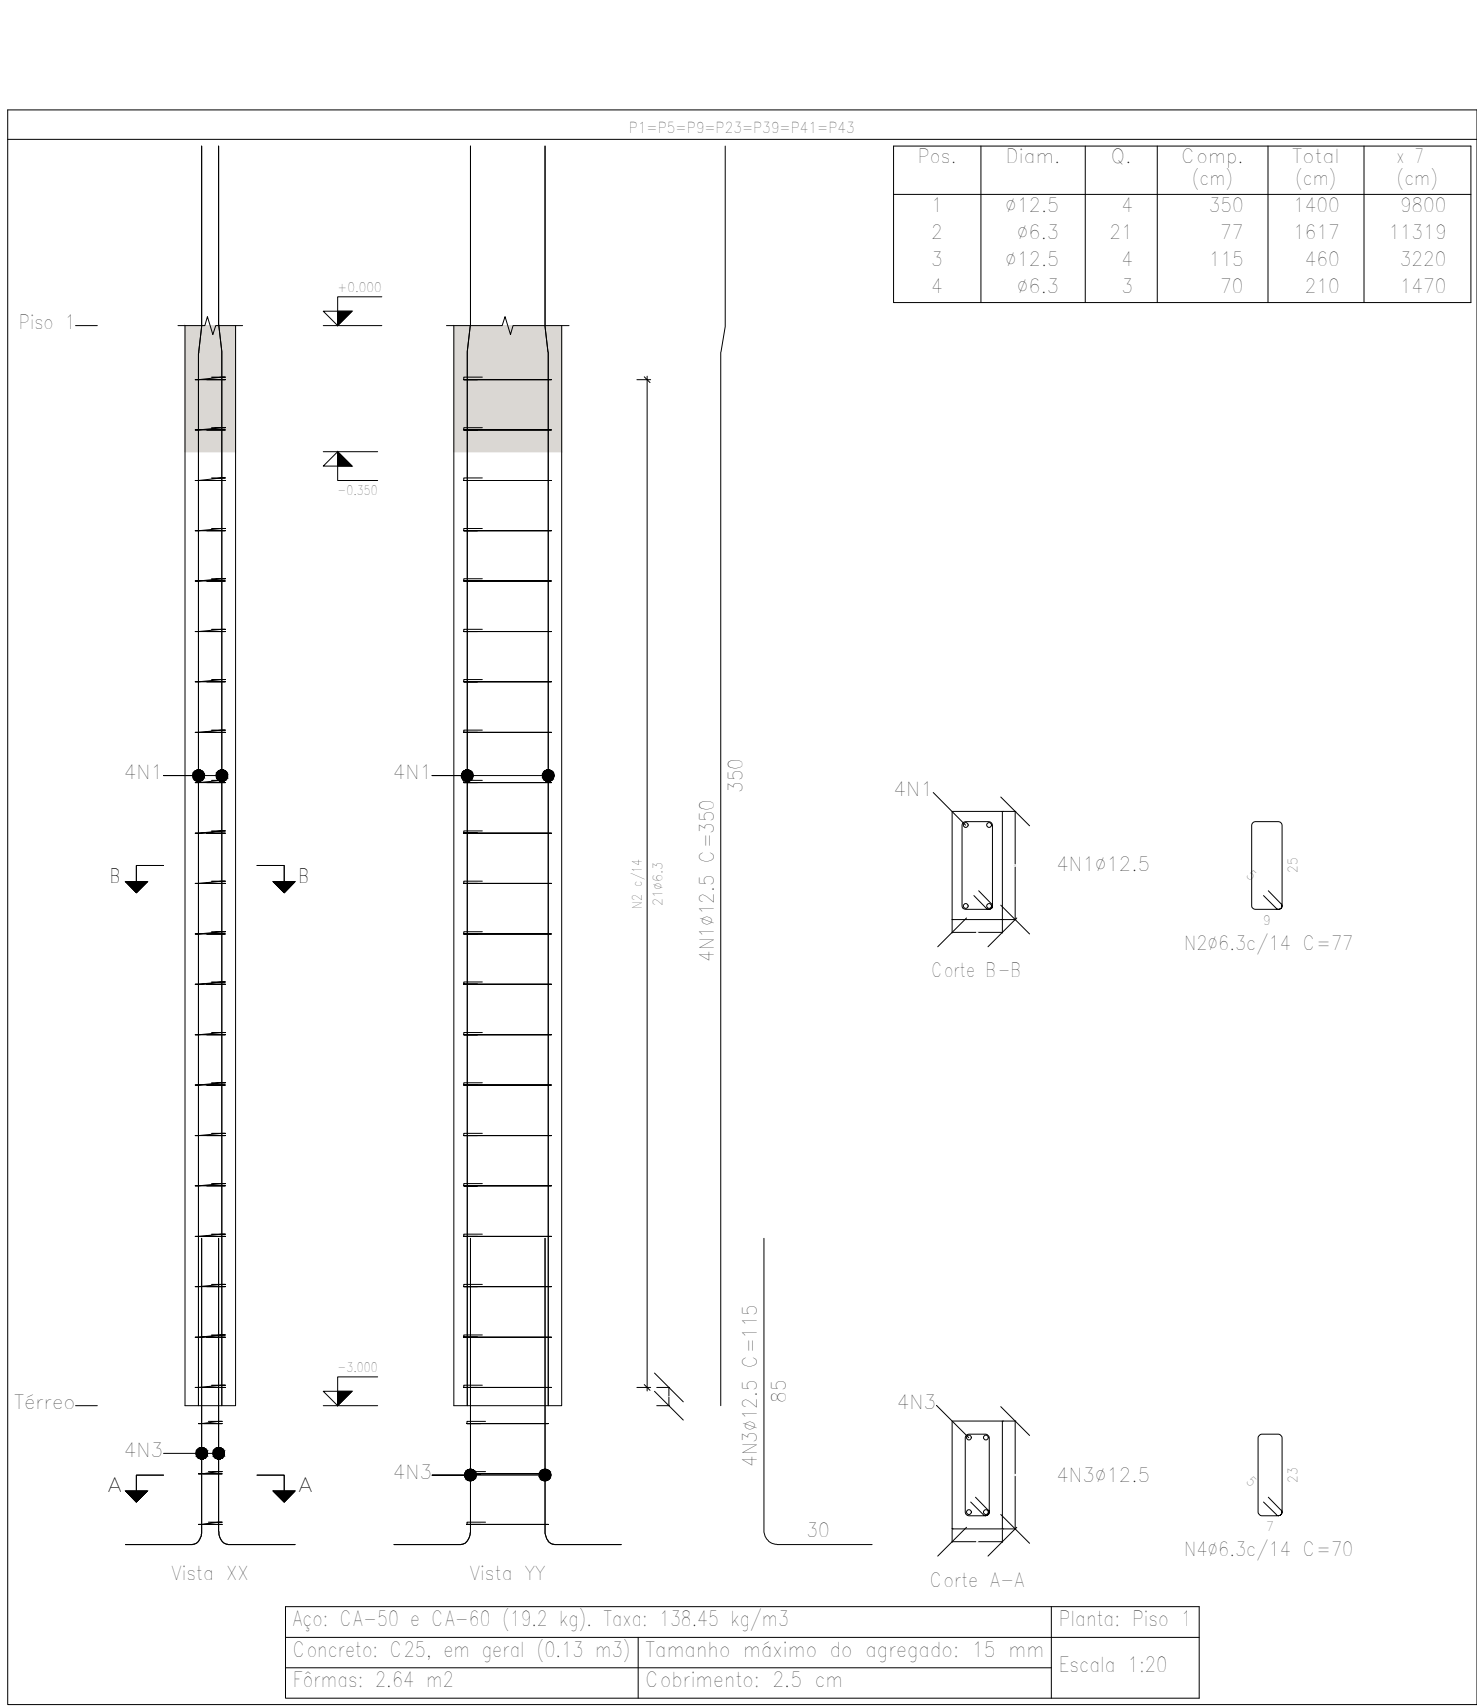 P1=P5=P9=P23=P39=P41=P43
Pos. Diam. Q. Comp. (cm) Total (cm) x 7 (cm)
1 ø12.5 4 350 1400 9800
2 ø6.3 21 77 1617 11319
3 ø12.5 4 115 460 3220
4 ø6.3 3 70 210 1470
+0.000
Piso 1
-0.350
4N1
4N1
B
B
N2 c/14
21ø6.3
4N1ø12.5 C=350
350
4N1
4N1ø12.5
Corte B-B
5
25
9
N2ø6.3c/14 C=77
-3.000
Térreo
4N3
4N3
A
A
4N3ø12.5 C=115
85
30
4N3
4N3ø12.5
Corte A-A
5
23
7
N4ø6.3c/14 C=70
Vista XX
Vista YY
Aço: CA-50 e CA-60 (19.2 kg). Taxa: 138.45 kg/m3
Planta: Piso 1
Concreto: C25, em geral (0.13 m3)
Tamanho máximo do agregado: 15 mm
Escala 1:20
Fôrmas: 2.64 m2
Cobrimento: 2.5 cm